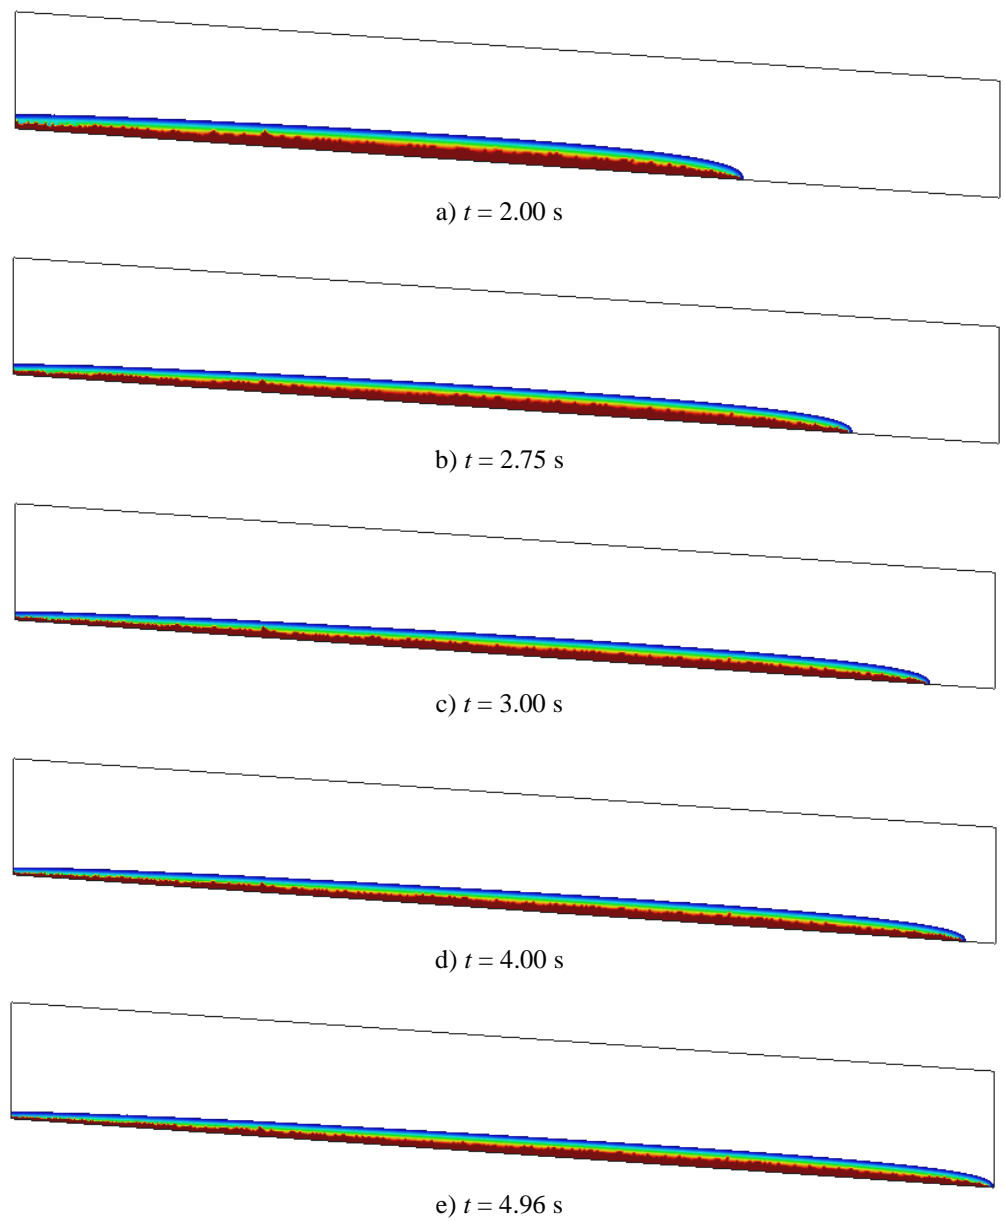 a) t = 2.00 s
b) t = 2.75 s
c) t = 3.00 s
d) t = 4.00 s
e) t = 4.96 s